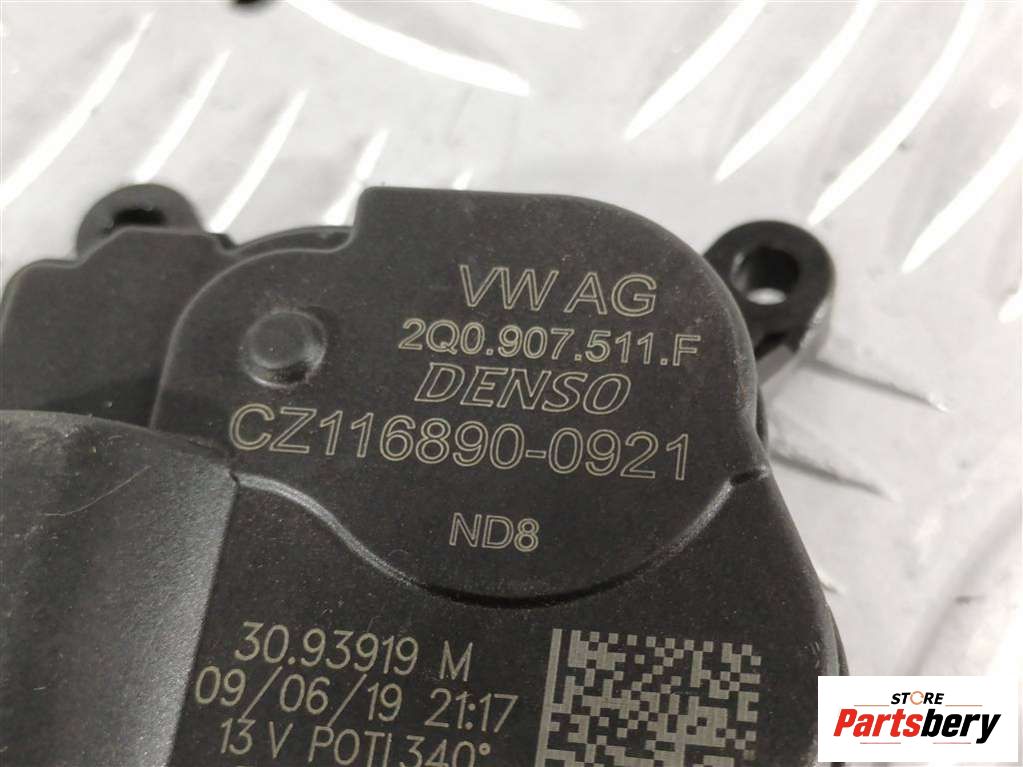 VW AG
2Q0.907.511.F
DENSO
CZ116890-0921
ND8
30.93919 M
09/06/19 21:17
13 V POTI 340°
STORE
Partsbery